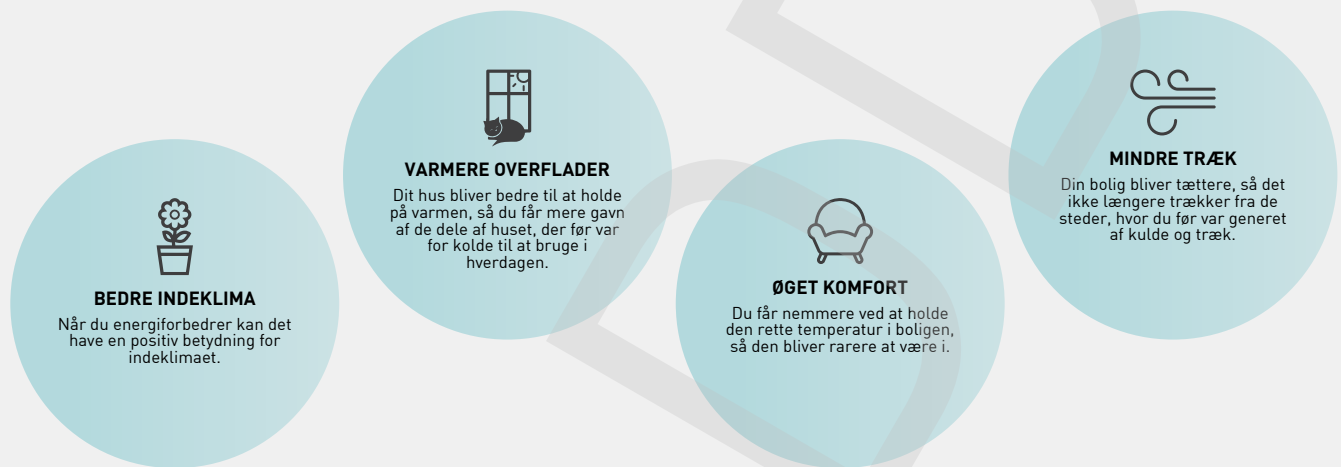 BEDRE INDEKLIMA
Når du energiforbedrer kan det
have en positiv betydning for
indeklimaet.
VARMERE OVERFLADER
Dit hus bliver bedre til at holde
på varmen, så du får mere gavn
af de dele af huset, der før var
for kolde til at bruge i
hverdagen.
ØGET KOMFORT
Du får nemmere ved at holde
den rette temperatur i boligen,
så den bliver rarere at være i.
MINDRE TRÆK
Din bolig bliver tættere, så det
ikke længere trækker fra de
steder, hvor du før var generet
af kulde og træk.